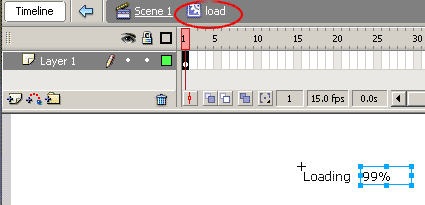 Timeline Scene 1 load
1 5 10 15 20 25 30
Layer 1
1 15.0 fps 0.0s
Loading 99%